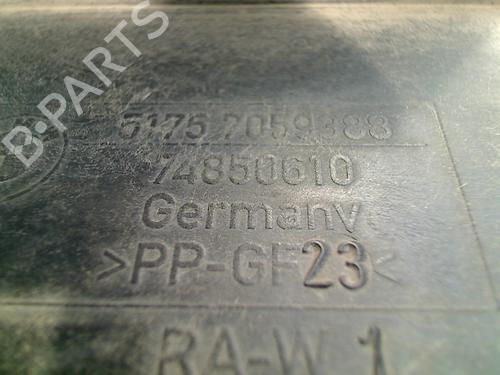 B-PARTS
5175 7059388
74850610
Germany
>PP-GF23<
RA-W 1